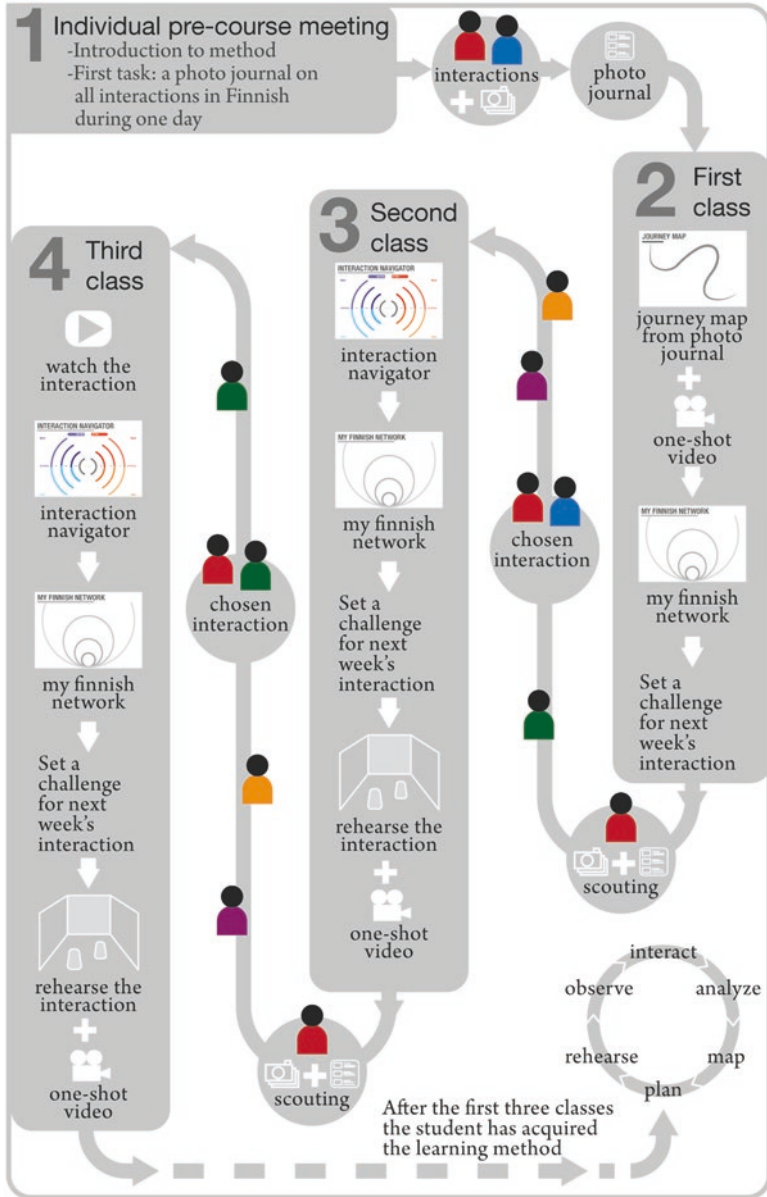 1 Individual pre-course meeting
-Introduction to method
-First task: a photo journal on
all interactions in Finnish
during one day
interactions
photo
journal
2 First
class
JOURNEY MAP
journey map
from photo
journal
one-shot
video
MY FINNISH NETWORK
my finnish
network
Set a
challenge
for next
week's
interaction
scouting
chosen
interaction
3 Second
class
INTERACTION NAVIGATOR
interaction
navigator
MY FINNISH NETWORK
my finnish
network
Set a
challenge
for next
week's
interaction
rehearse the
interaction
one-shot
video
scouting
chosen
interaction
4 Third
class
watch the
interaction
INTERACTION NAVIGATOR
interaction
navigator
MY FINNISH NETWORK
my finnish
network
Set a
challenge
for next
week's
interaction
rehearse the
interaction
one-shot
video
After the first three classes
the student has acquired
the learning method
interact
analyze
map
plan
rehearse
observe